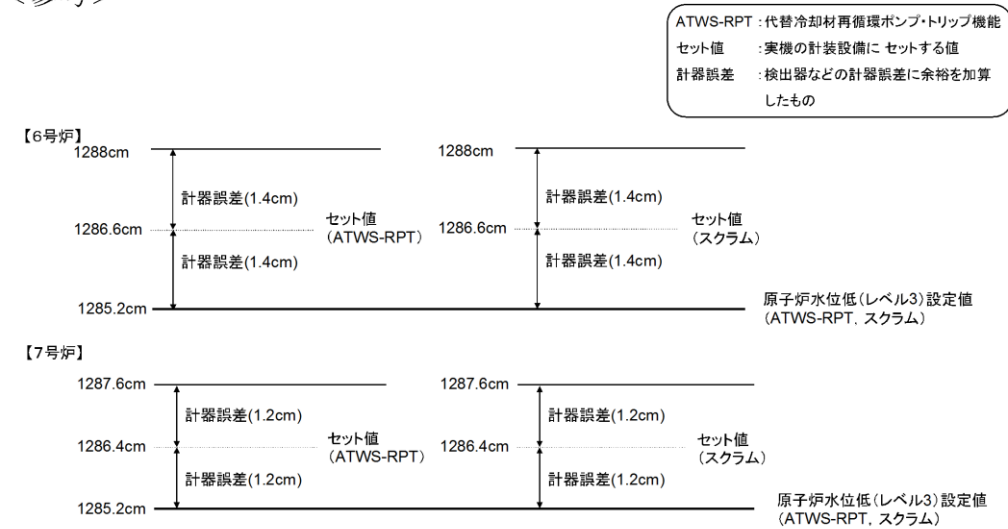 ATWS-RPT：代替冷却材再循環ポンプ・トリップ機能
セット値　：実機の計装設備に セットする値
計器誤差　：検出器などの計器誤差に余裕を加算
したもの
【6号炉】
1288cm
計器誤差(1.4cm)
1286.6cm
セット値
（ATWS-RPT）
計器誤差(1.4cm)
1285.2cm
1288cm
計器誤差(1.4cm)
1286.6cm
セット値
（スクラム）
計器誤差(1.4cm)
原子炉水位低（レベル3）設定値
（ATWS-RPT，スクラム）
【7号炉】
1287.6cm
計器誤差(1.2cm)
1286.4cm
セット値
（ATWS-RPT）
計器誤差(1.2cm)
1285.2cm
1287.6cm
計器誤差(1.2cm)
1286.4cm
セット値
（スクラム）
計器誤差(1.2cm)
原子炉水位低（レベル3）設定値
（ATWS-RPT，スクラム）